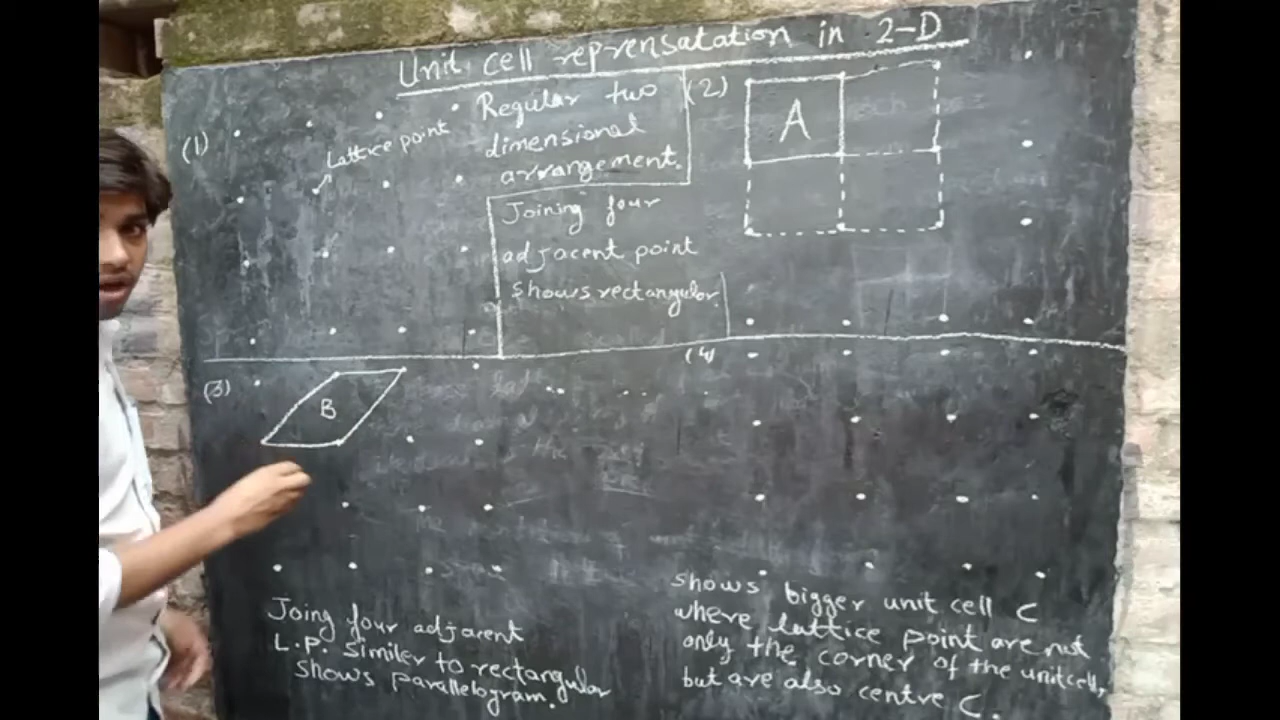 Unit cell reprensatation in 2-D
(1)
Lattice point
Regular two
dimensional
arrangement.
Joining four
adjacent point
shows rectangular.
(2)
A
(3)
B
Joing four adjacent
L.P. similer to rectangular
shows parallelogram.
(4)
shows bigger unit cell C
where lattice point are not
only the corner of the unitcell,
but are also centre C.